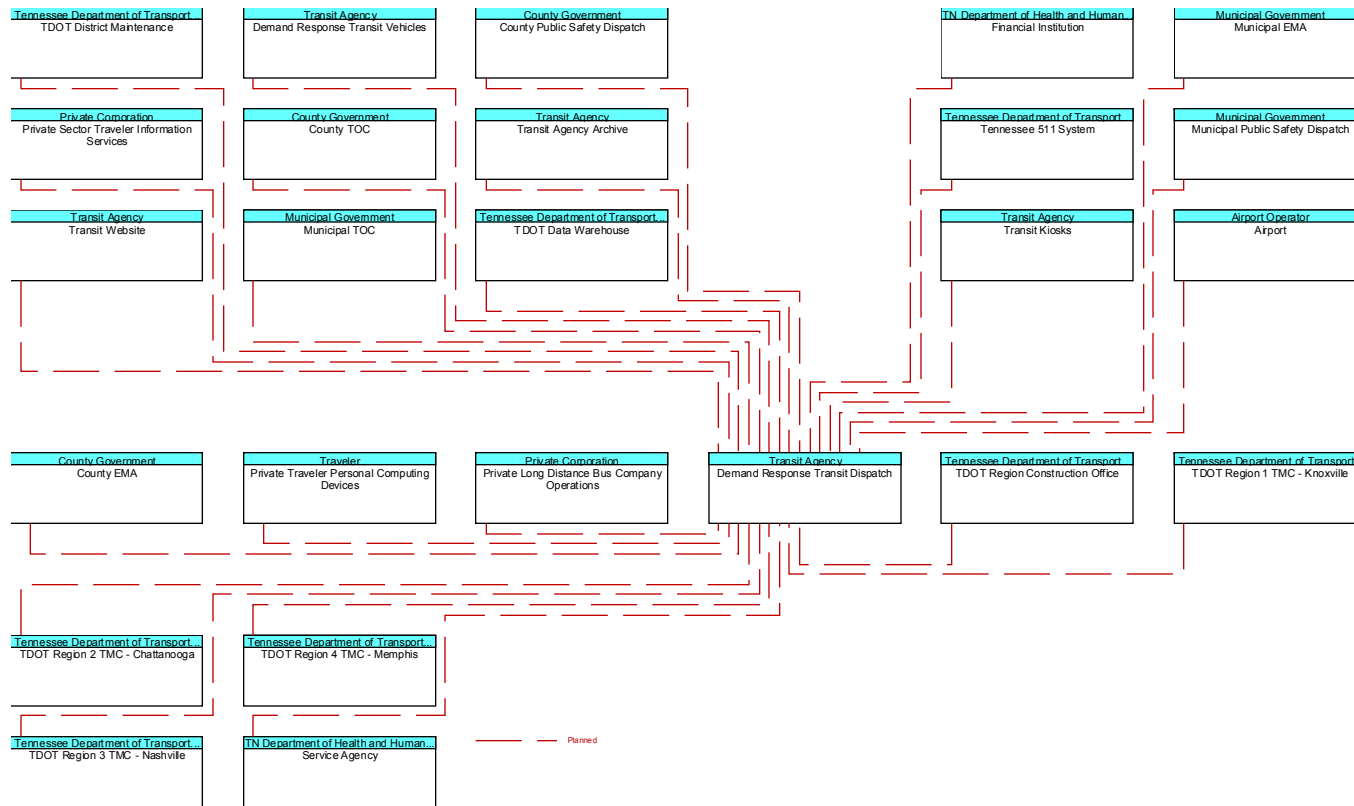 Tennessee Department of Transport...
TDOT District Maintenance
Transit Agency
Demand Response Transit Vehicles
County Government
County Public Safety Dispatch
TN Department of Health and Human...
Financial Institution
Municipal Government
Municipal EMA
Private Corporation
Private Sector Traveler Information
Services
County Government
County TOC
Transit Agency
Transit Agency Archive
Tennessee Department of Transport
Tennessee 511 System
Municipal Government
Municipal Public Safety Dispatch
Transit Agency
Transit Website
Municipal Government
Municipal TOC
Tennessee Department of Transport...
TDOT Data Warehouse
Transit Agency
Transit Kiosks
Airport Operator
Airport
County Government
County EMA
Traveler
Private Traveler Personal Computing
Devices
Private Corporation
Private Long Distance Bus Company
Operations
Transit Agency
Demand Response Transit Dispatch
Tennessee Department of Transport
TDOT Region Construction Office
Tennessee Department of Transport
TDOT Region 1 TMC - Knoxville
Tennessee Department of Transport...
TDOT Region 2 TMC - Chattanooga
Tennessee Department of Transport...
TDOT Region 4 TMC - Memphis
Tennessee Department of Transport...
TDOT Region 3 TMC - Nashville
TN Department of Health and Human...
Service Agency
Planned